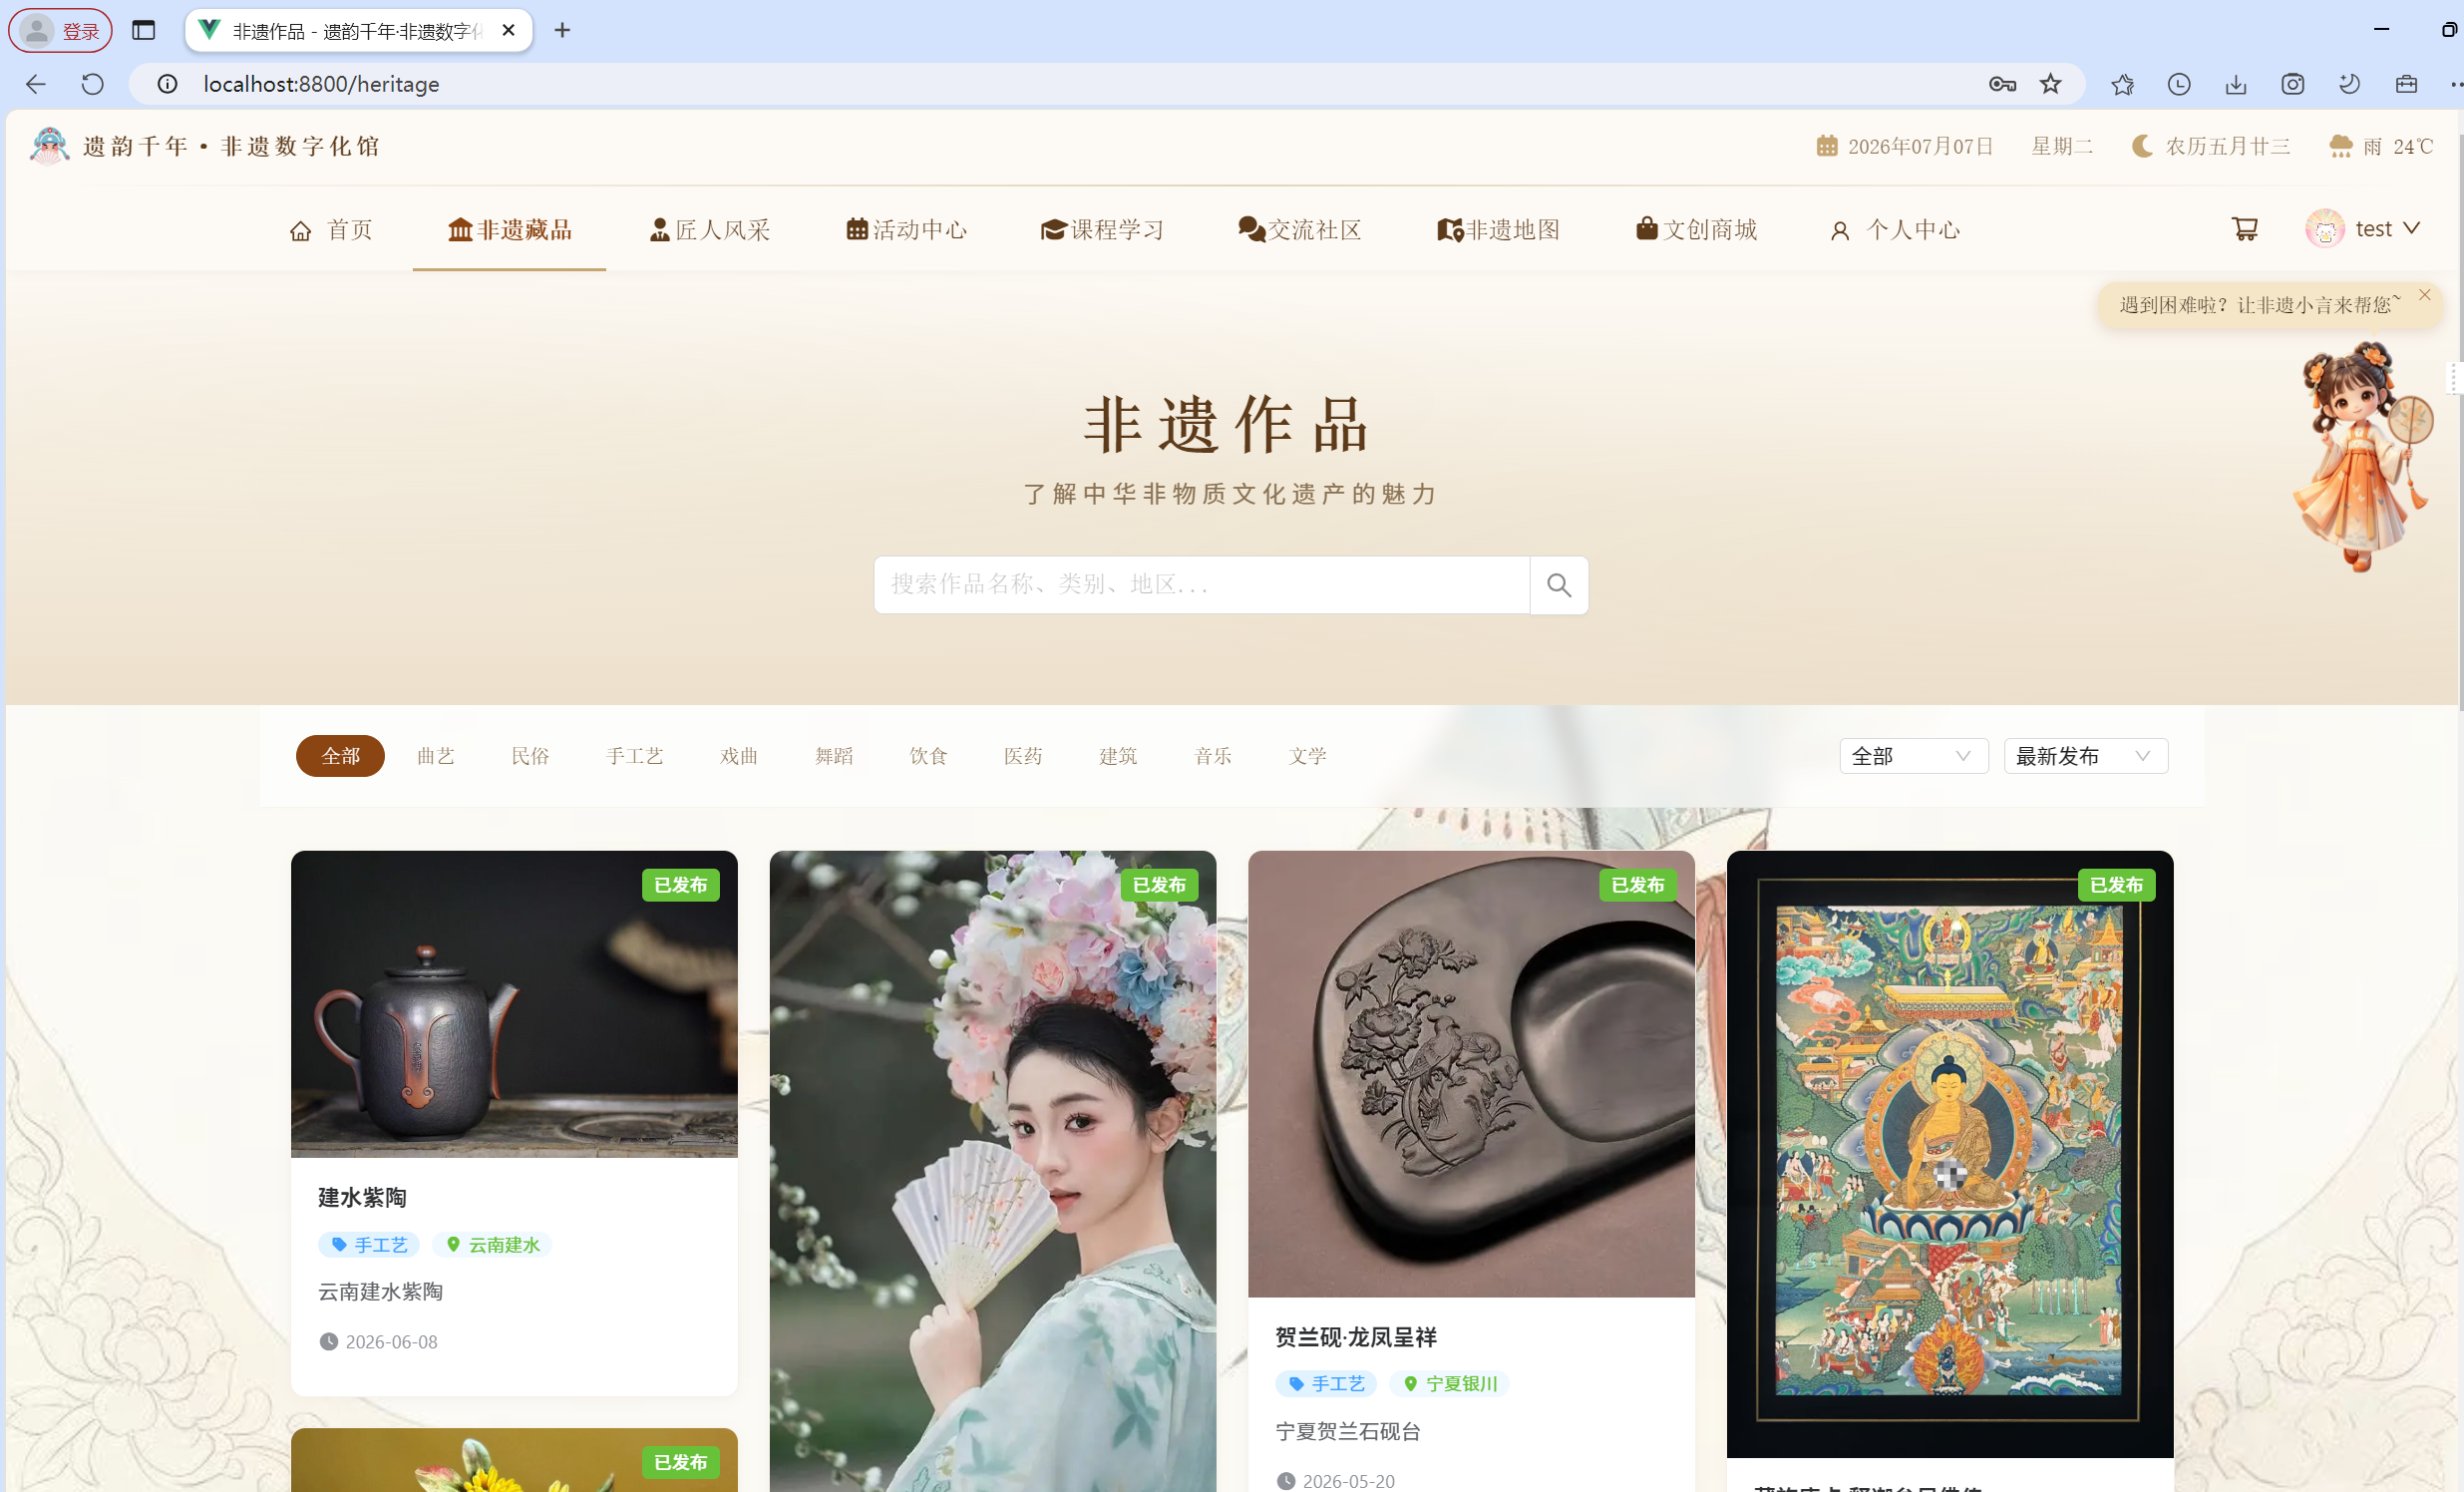 登录
非遗作品 - 遗韵千年·非遗数字化
localhost:8800/heritage
遗韵千年·非遗数字化馆
2026年07月07日 星期二 农历五月廿三 雨 24℃
首页 非遗藏品 匠人风采 活动中心 课程学习 交流社区 非遗地图 文创商城 个人中心 test
遇到困难啦？让非遗小言来帮您~
非遗作品
了解中华非物质文化遗产的魅力
搜索作品名称、类别、地区...
全部 曲艺 民俗 手工艺 戏曲 舞蹈 饮食 医药 建筑 音乐 文学 全部 最新发布
已发布
建水紫陶
手工艺 云南建水
云南建水紫陶
2026-06-08
已发布
已发布
已发布
贺兰砚·龙凤呈祥
手工艺 宁夏银川
宁夏贺兰石砚台
2026-05-20
已发布